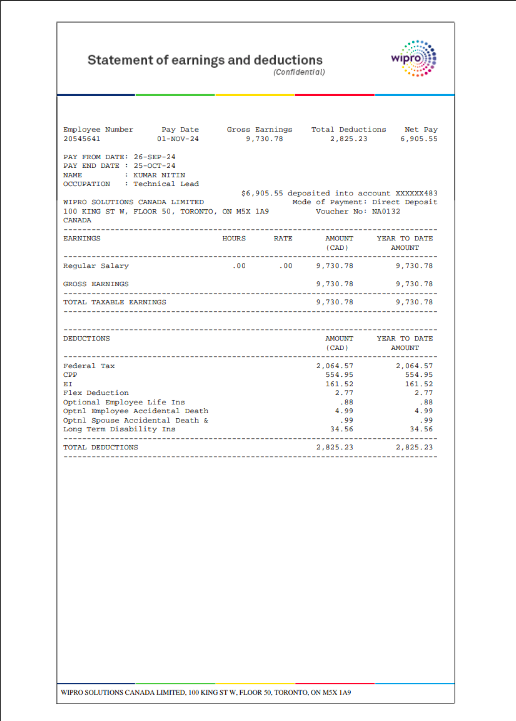 Statement of earnings and deductions
(Confidential)
wipro
Employee Number Pay Date Gross Earnings Total Deductions Net Pay
20545641 01-NOV-24 9,730.78 2,825.23 6,905.55
PAY FROM DATE: 26-SEP-24
PAY END DATE : 25-OCT-24
NAME : KUMAR NITIN
OCCUPATION : Technical Lead
$6,905.55 deposited into account XXXXXX483
WIPRO SOLUTIONS CANADA LIMITED Mode of Payment: Direct Deposit
100 KING ST W, FLOOR 50, TORONTO, ON M5X 1A9 Voucher No: NA0132
CANADA
EARNINGS HOURS RATE AMOUNT YEAR TO DATE
(CAD) AMOUNT
Regular Salary .00 .00 9,730.78 9,730.78
GROSS EARNINGS 9,730.78 9,730.78
TOTAL TAXABLE EARNINGS 9,730.78 9,730.78
DEDUCTIONS AMOUNT YEAR TO DATE
(CAD) AMOUNT
Federal Tax 2,064.57 2,064.57
CPP 554.95 554.95
EI 161.52 161.52
Flex Deduction 2.77 2.77
Optional Employee Life Ins .88 .88
Optnl Employee Accidental Death 4.99 4.99
Optnl Spouse Accidental Death & .99 .99
Long Term Disability Ins 34.56 34.56
TOTAL DEDUCTIONS 2,825.23 2,825.23
WIPRO SOLUTIONS CANADA LIMITED, 100 KING ST W, FLOOR 50, TORONTO, ON M5X 1A9